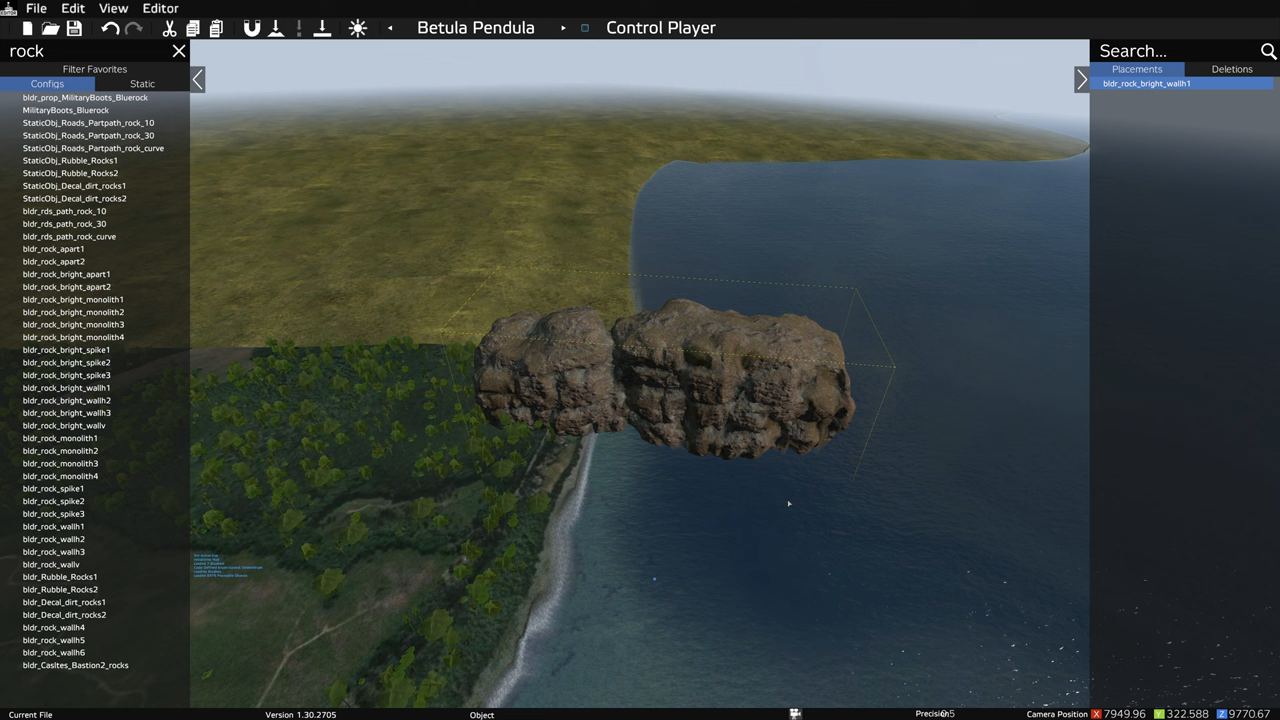 File Edit View Editor
Betula Pendula Control Player
rock
Search...
Filter Favorites
Placements Deletions
Configs Static
bldr_rock_bright_wallh1
bldr_prop_MilitaryBoots_Bluerock
MilitaryBoots_Bluerock
StaticObj_Roads_Partpath_rock_10
StaticObj_Roads_Partpath_rock_30
StaticObj_Roads_Partpath_rock_curve
StaticObj_Rubble_Rocks1
StaticObj_Rubble_Rocks2
StaticObj_Decal_dirt_rocks1
StaticObj_Decal_dirt_rocks2
bldr_rds_path_rock_10
bldr_rds_path_rock_30
bldr_rds_path_rock_curve
bldr_rock_apart1
bldr_rock_apart2
bldr_rock_bright_apart1
bldr_rock_bright_apart2
bldr_rock_bright_monolith1
bldr_rock_bright_monolith2
bldr_rock_bright_monolith3
bldr_rock_bright_monolith4
bldr_rock_bright_spike1
bldr_rock_bright_spike2
bldr_rock_bright_spike3
bldr_rock_bright_wallh1
bldr_rock_bright_wallh2
bldr_rock_bright_wallh3
bldr_rock_bright_wallv
bldr_rock_monolith1
bldr_rock_monolith2
bldr_rock_monolith3
bldr_rock_monolith4
bldr_rock_spike1
bldr_rock_spike2
bldr_rock_spike3
bldr_rock_wallh1
bldr_rock_wallh2
bldr_rock_wallh3
bldr_rock_wallv
bldr_Rubble_Rocks1
bldr_Rubble_Rocks2
bldr_Decal_dirt_rocks1
bldr_Decal_dirt_rocks2
bldr_rock_wallh4
bldr_rock_wallh5
bldr_rock_wallh6
bldr_Casltes_Bastion2_rocks
Current File Version 1.30.2705 Object Precision 0.5 Camera Position X 7949.96 Y 322.588 Z 9770.67